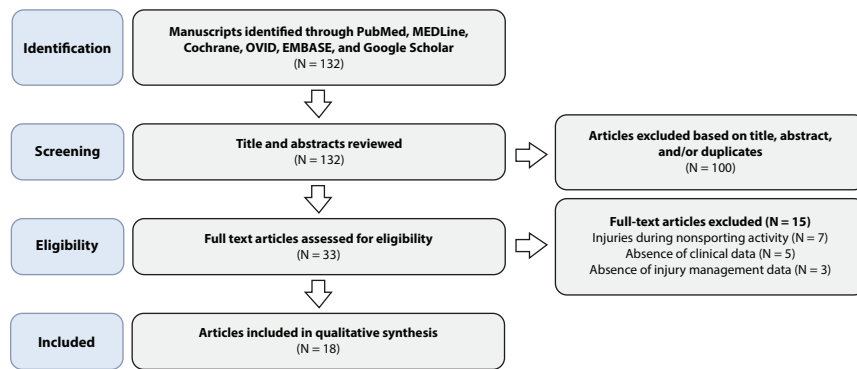 Identification
Manuscripts identified through PubMed, MEDLine,
Cochrane, OVID, EMBASE, and Google Scholar
(N = 132)
Screening
Title and abstracts reviewed
(N = 132)
Articles excluded based on title, abstract,
and/or duplicates
(N = 100)
Eligibility
Full text articles assessed for eligibility
(N = 33)
Full-text articles excluded (N = 15)
Injuries during nonsporting activity (N = 7)
Absence of clinical data (N = 5)
Absence of injury management data (N = 3)
Included
Articles included in qualitative synthesis
(N = 18)